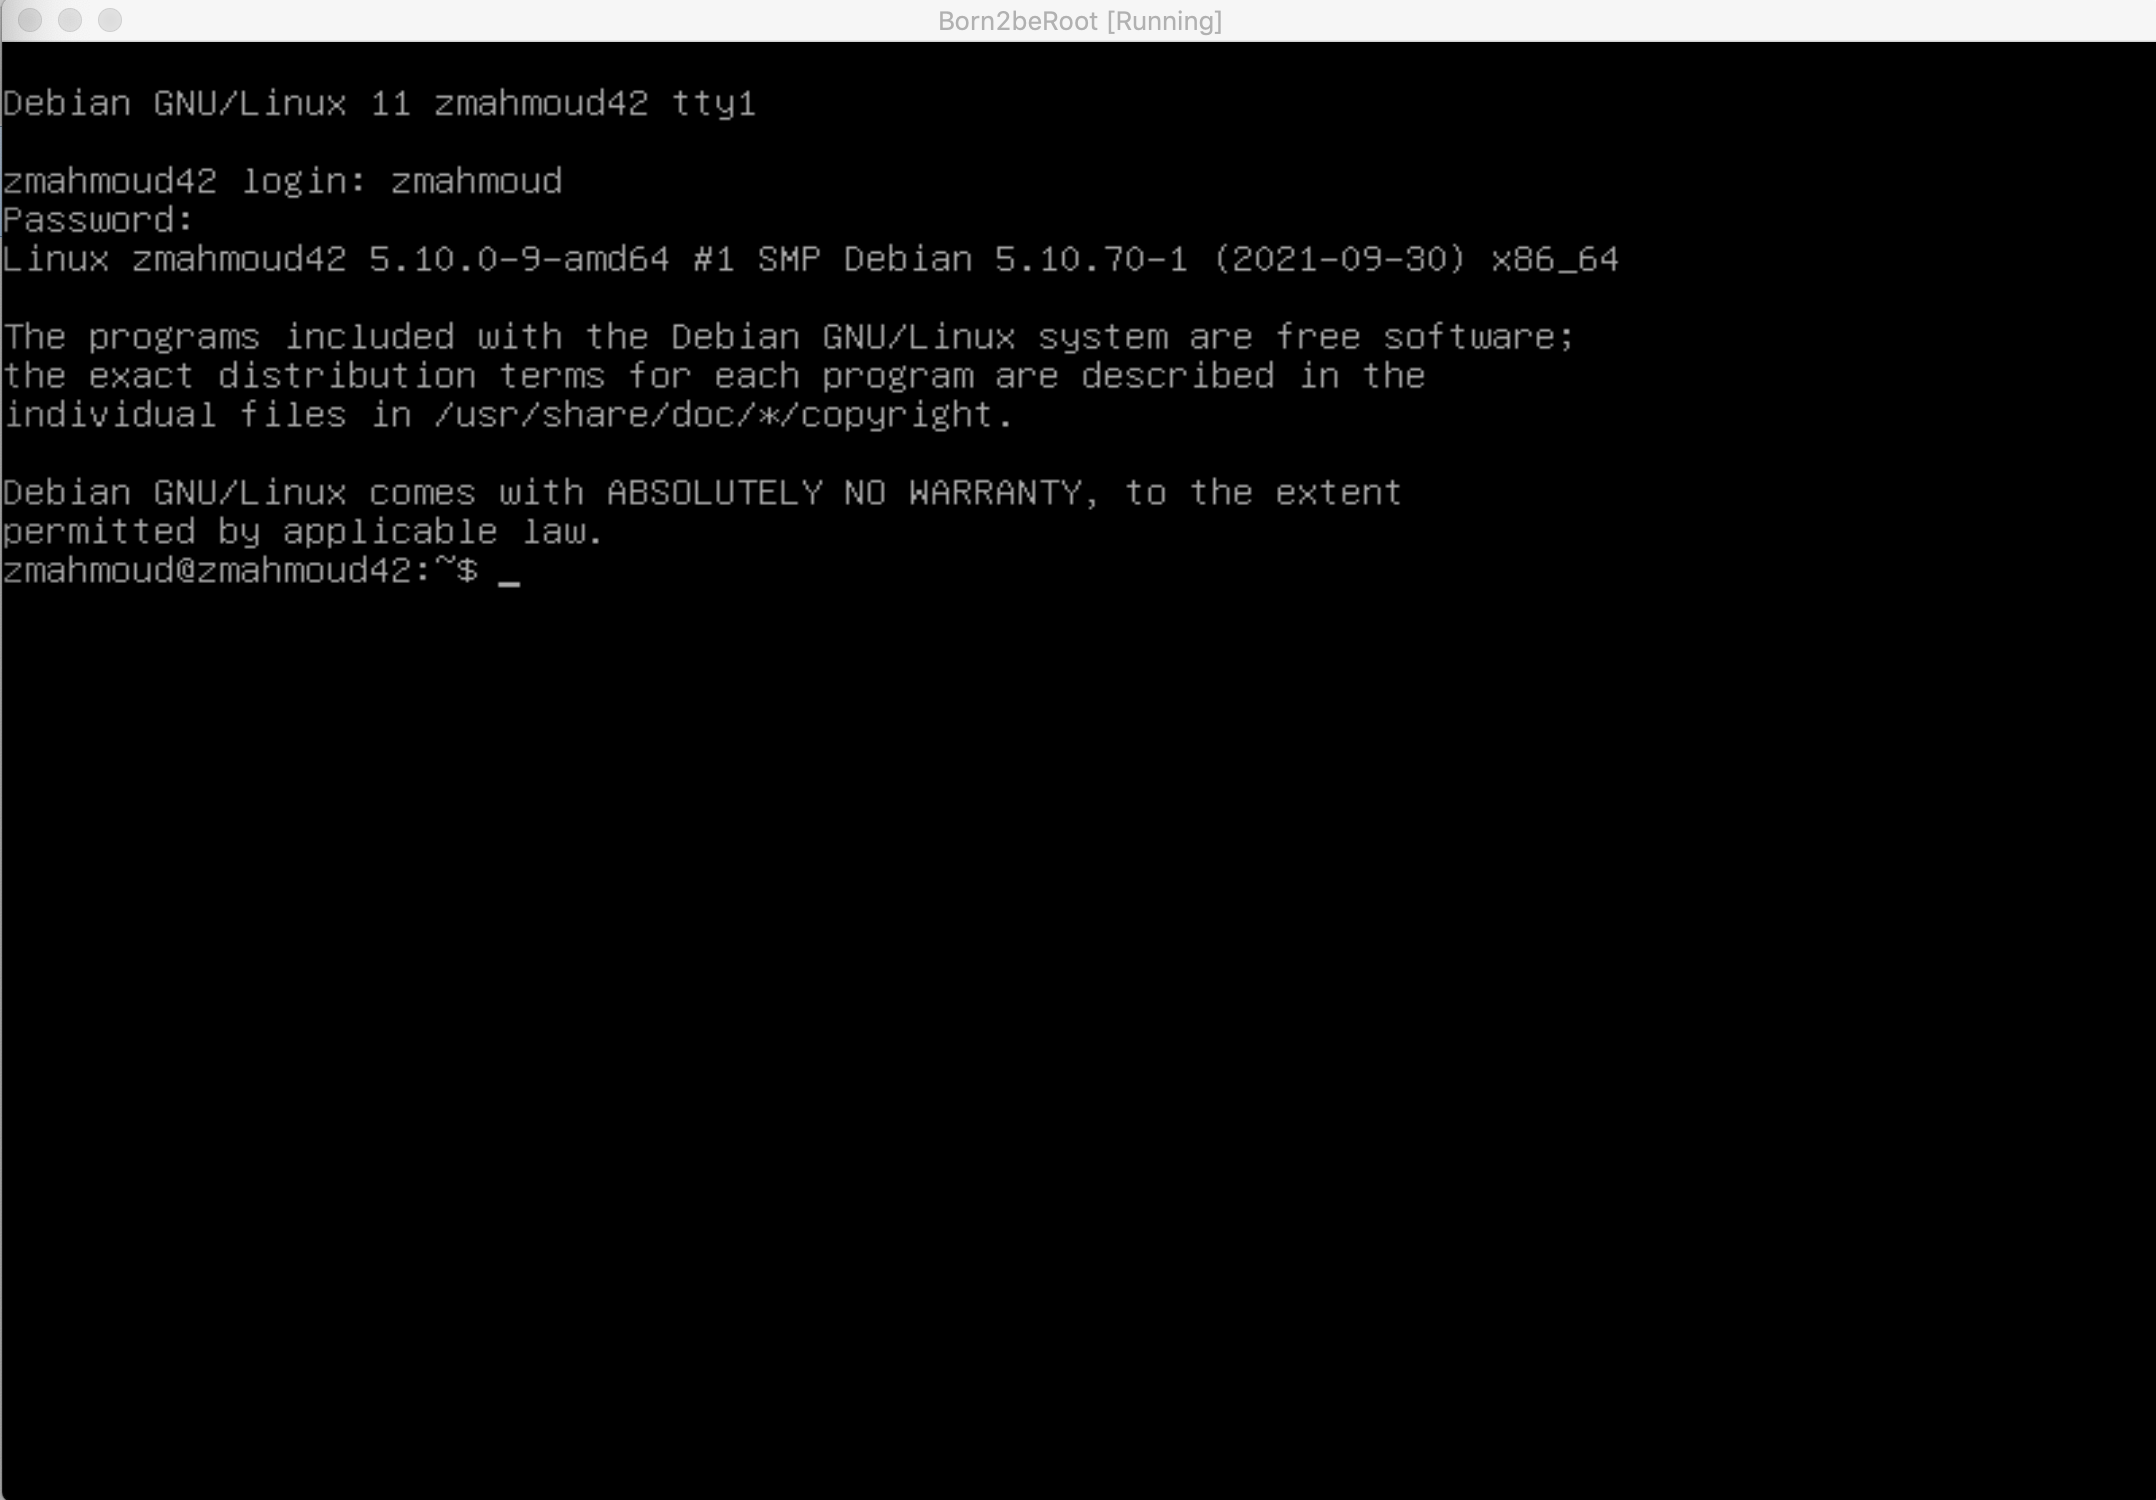 Born2beRoot [Running]
Debian GNU/Linux 11 zmahmoud42 tty1
zmahmoud42 login: zmahmoud
Password:
Linux zmahmoud42 5.10.0-9-amd64 #1 SMP Debian 5.10.70-1 (2021-09-30) x86_64
The programs included with the Debian GNU/Linux system are free software;
the exact distribution terms for each program are described in the
individual files in /usr/share/doc/*/copyright.
Debian GNU/Linux comes with ABSOLUTELY NO WARRANTY, to the extent
permitted by applicable law.
zmahmoud@zmahmoud42:~$ _